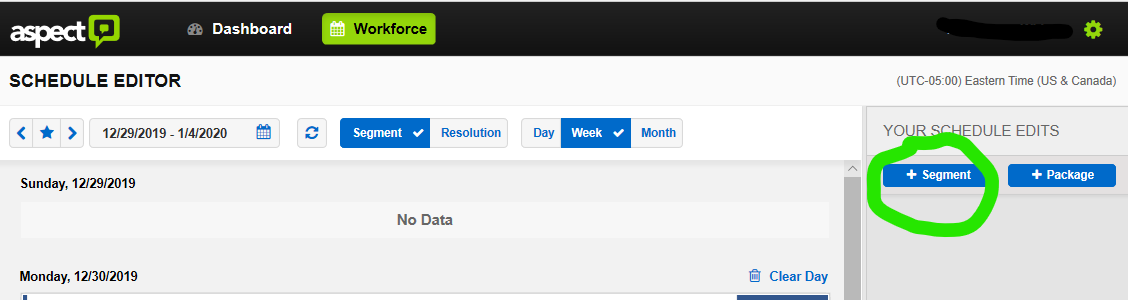 aspect Dashboard Workforce
SCHEDULE EDITOR (UTC-05:00) Eastern Time (US & Canada)
12/29/2019 - 1/4/2020 Segment Resolution Day Week Month
YOUR SCHEDULE EDITS
+ Segment + Package
Sunday, 12/29/2019
No Data
Monday, 12/30/2019 Clear Day